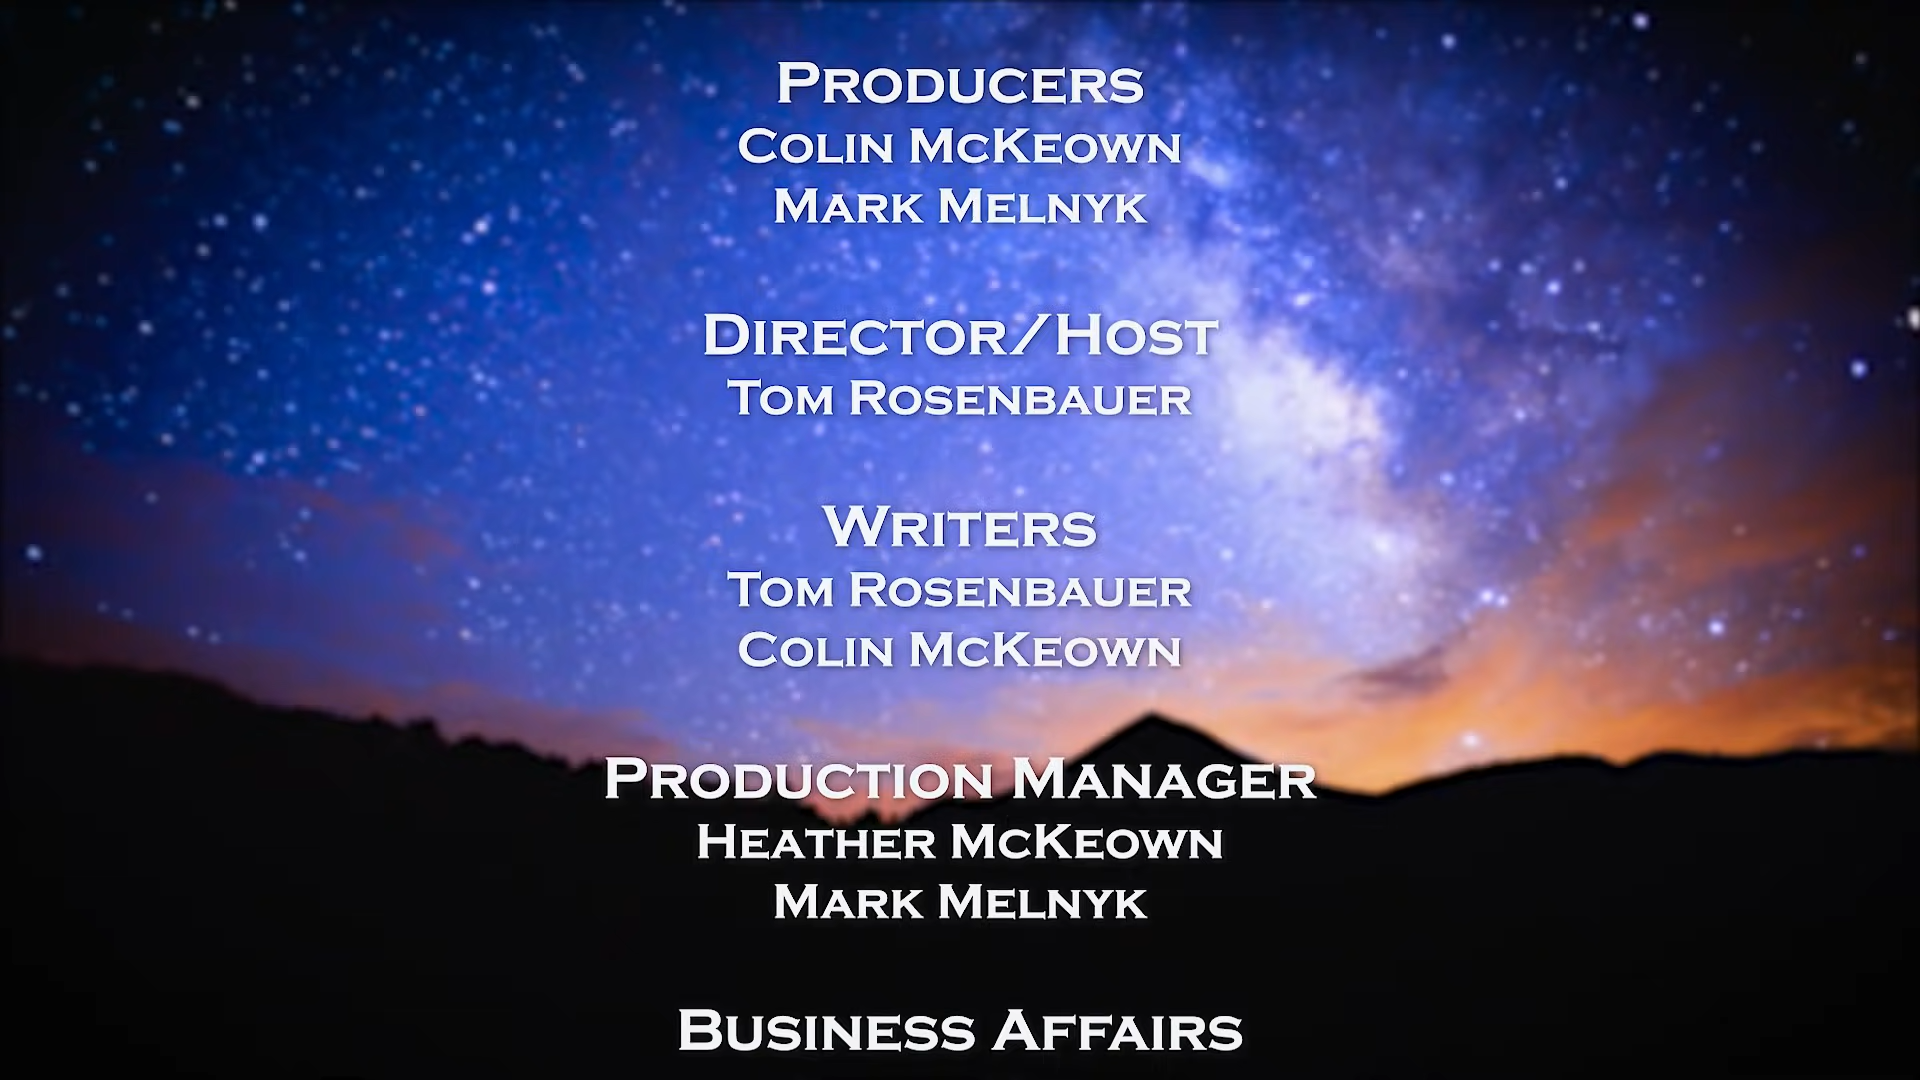 Producers
Colin McKeown
Mark Melnyk
Director/Host
Tom Rosenbauer
Writers
Tom Rosenbauer
Colin McKeown
Production Manager
Heather McKeown
Mark Melnyk
Business Affairs